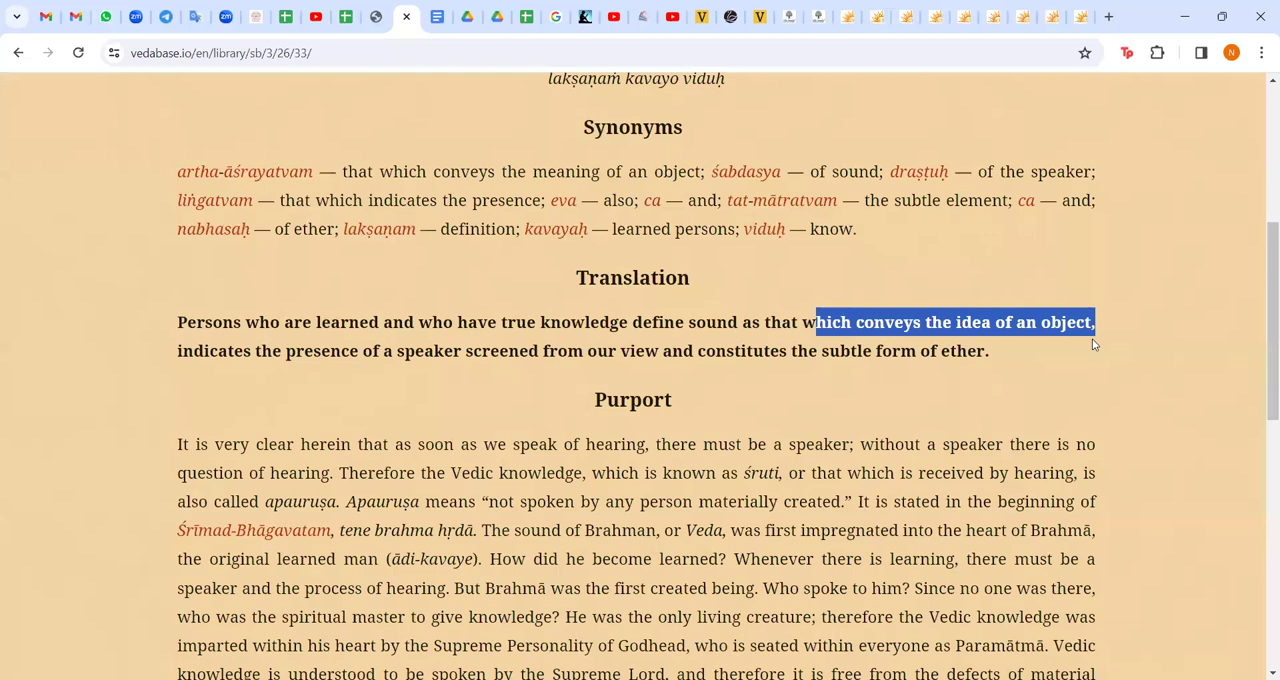 vedabase.io/en/library/sb/3/26/33/
lakṣaṇaṁ kavayo viduḥ
Synonyms
artha-āśrayatvam — that which conveys the meaning of an object; śabdasya — of sound; draṣṭuḥ — of the speaker;
liṅgatvam — that which indicates the presence; eva — also; ca — and; tat-mātratvam — the subtle element; ca — and;
nabhasaḥ — of ether; lakṣaṇam — definition; kavayaḥ — learned persons; viduḥ — know.
Translation
Persons who are learned and who have true knowledge define sound as that which conveys the idea of an object,
indicates the presence of a speaker screened from our view and constitutes the subtle form of ether.
Purport
It is very clear herein that as soon as we speak of hearing, there must be a speaker; without a speaker there is no
question of hearing. Therefore the Vedic knowledge, which is known as śruti, or that which is received by hearing, is
also called apauruṣa. Apauruṣa means “not spoken by any person materially created.” It is stated in the beginning of
Śrīmad-Bhāgavatam, tene brahma hṛdā. The sound of Brahman, or Veda, was first impregnated into the heart of Brahmā,
the original learned man (ādi-kavaye). How did he become learned? Whenever there is learning, there must be a
speaker and the process of hearing. But Brahmā was the first created being. Who spoke to him? Since no one was there,
who was the spiritual master to give knowledge? He was the only living creature; therefore the Vedic knowledge was
imparted within his heart by the Supreme Personality of Godhead, who is seated within everyone as Paramātmā. Vedic
knowledge is understood to be spoken by the Supreme Lord, and therefore it is free from the defects of material